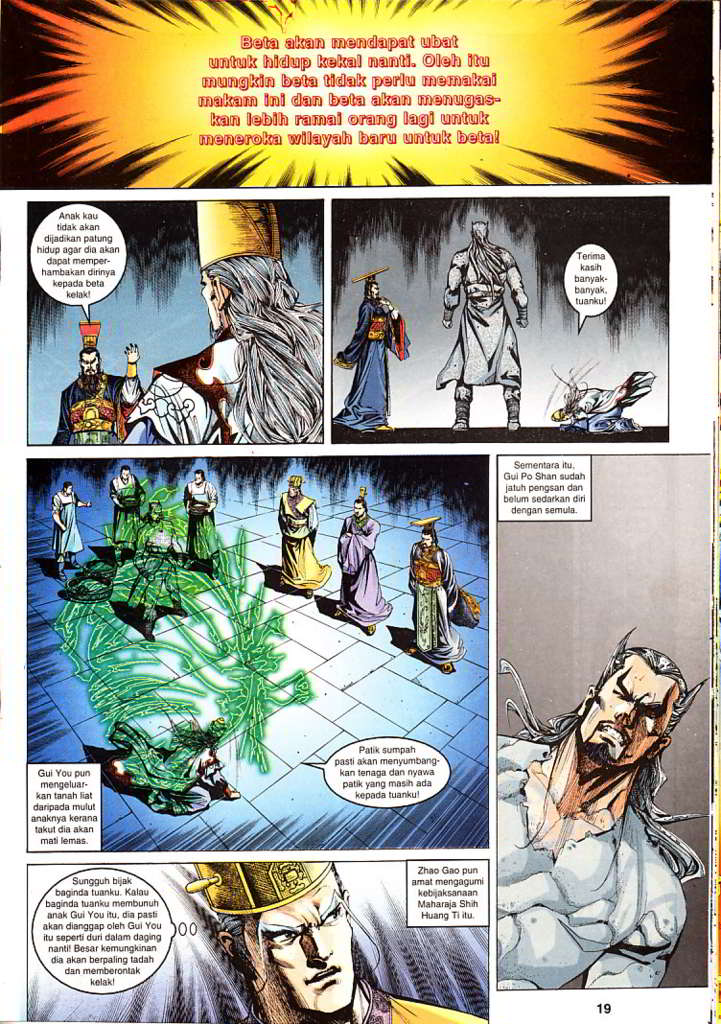 Beta akan mendapat ubat
untuk hidup kekal nanti. Oleh itu
mungkin beta tidak perlu memakai
makam ini dan beta akan menugas-
kan lebih ramai orang lagi untuk
meneroka wilayah baru untuk beta!
Anak kau
tidak akan
dijadikan patung
hidup agar dia akan
dapat memper-
hambakan dirinya
kepada beta
kelak!
Terima
kasih
banyak-
banyak,
tuanku!
Sementara itu,
Gui Po Shan sudah
jatuh pengsan dan
belum sedarkan diri
dengan semula.
Gui You pun
mengeluar-
kan tanah liat
daripada mulut
anaknya kerana
takut dia akan
mati lemas.
Patik sumpah
pasti akan menyumbang-
kan tenaga dan nyawa
patik yang masih ada
kepada tuanku!
Sungguh bijak
baginda tuanku. Kalau
baginda tuanku membunuh
anak Gui You itu, dia pasti
akan dianggap oleh Gui You
itu seperti duri dalam daging
nanti! Besar kemungkinan
dia akan berpaling tadah
dan memberontak
kelak!
Zhao Gao pun
amat mengagumi
kebijaksanaan
Maharaja Shih
Huang Ti itu.
19